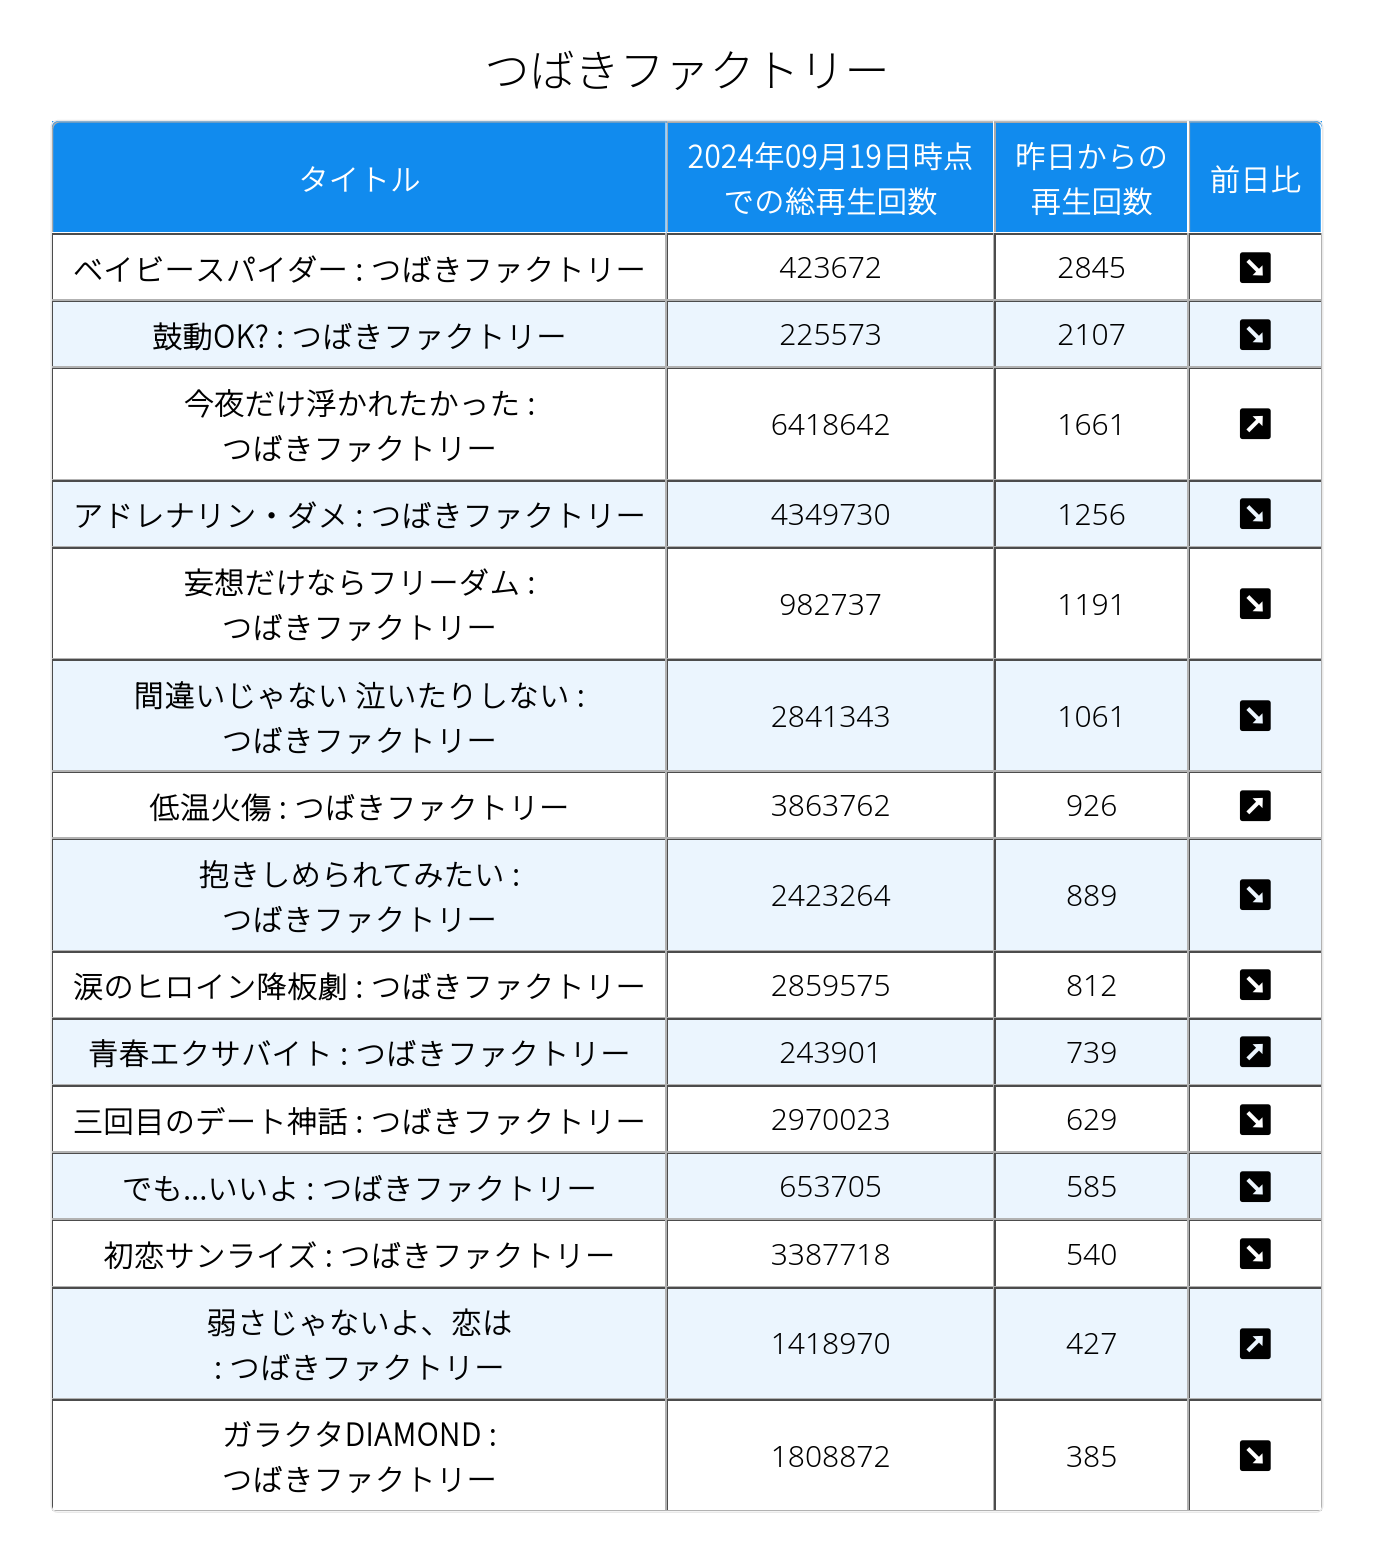 つばきファクトリー
タイトル
2024年09月19日時点
での総再生回数
昨日からの
再生回数
前日比
ベイビースパイダー : つばきファクトリー 423672 2845 ↘
鼓動OK? : つばきファクトリー 225573 2107 ↘
今夜だけ浮かれたかった :
つばきファクトリー 6418642 1661 ↗
アドレナリン・ダメ : つばきファクトリー 4349730 1256 ↘
妄想だけならフリーダム :
つばきファクトリー 982737 1191 ↘
間違いじゃない 泣いたりしない :
つばきファクトリー 2841343 1061 ↘
低温火傷 : つばきファクトリー 3863762 926 ↗
抱きしめられてみたい :
つばきファクトリー 2423264 889 ↘
涙のヒロイン降板劇 : つばきファクトリー 2859575 812 ↘
青春エクサバイト : つばきファクトリー 243901 739 ↗
三回目のデート神話 : つばきファクトリー 2970023 629 ↘
でも...いいよ : つばきファクトリー 653705 585 ↘
初恋サンライズ : つばきファクトリー 3387718 540 ↘
弱さじゃないよ、恋は
: つばきファクトリー 1418970 427 ↗
ガラクタDIAMOND :
つばきファクトリー 1808872 385 ↘